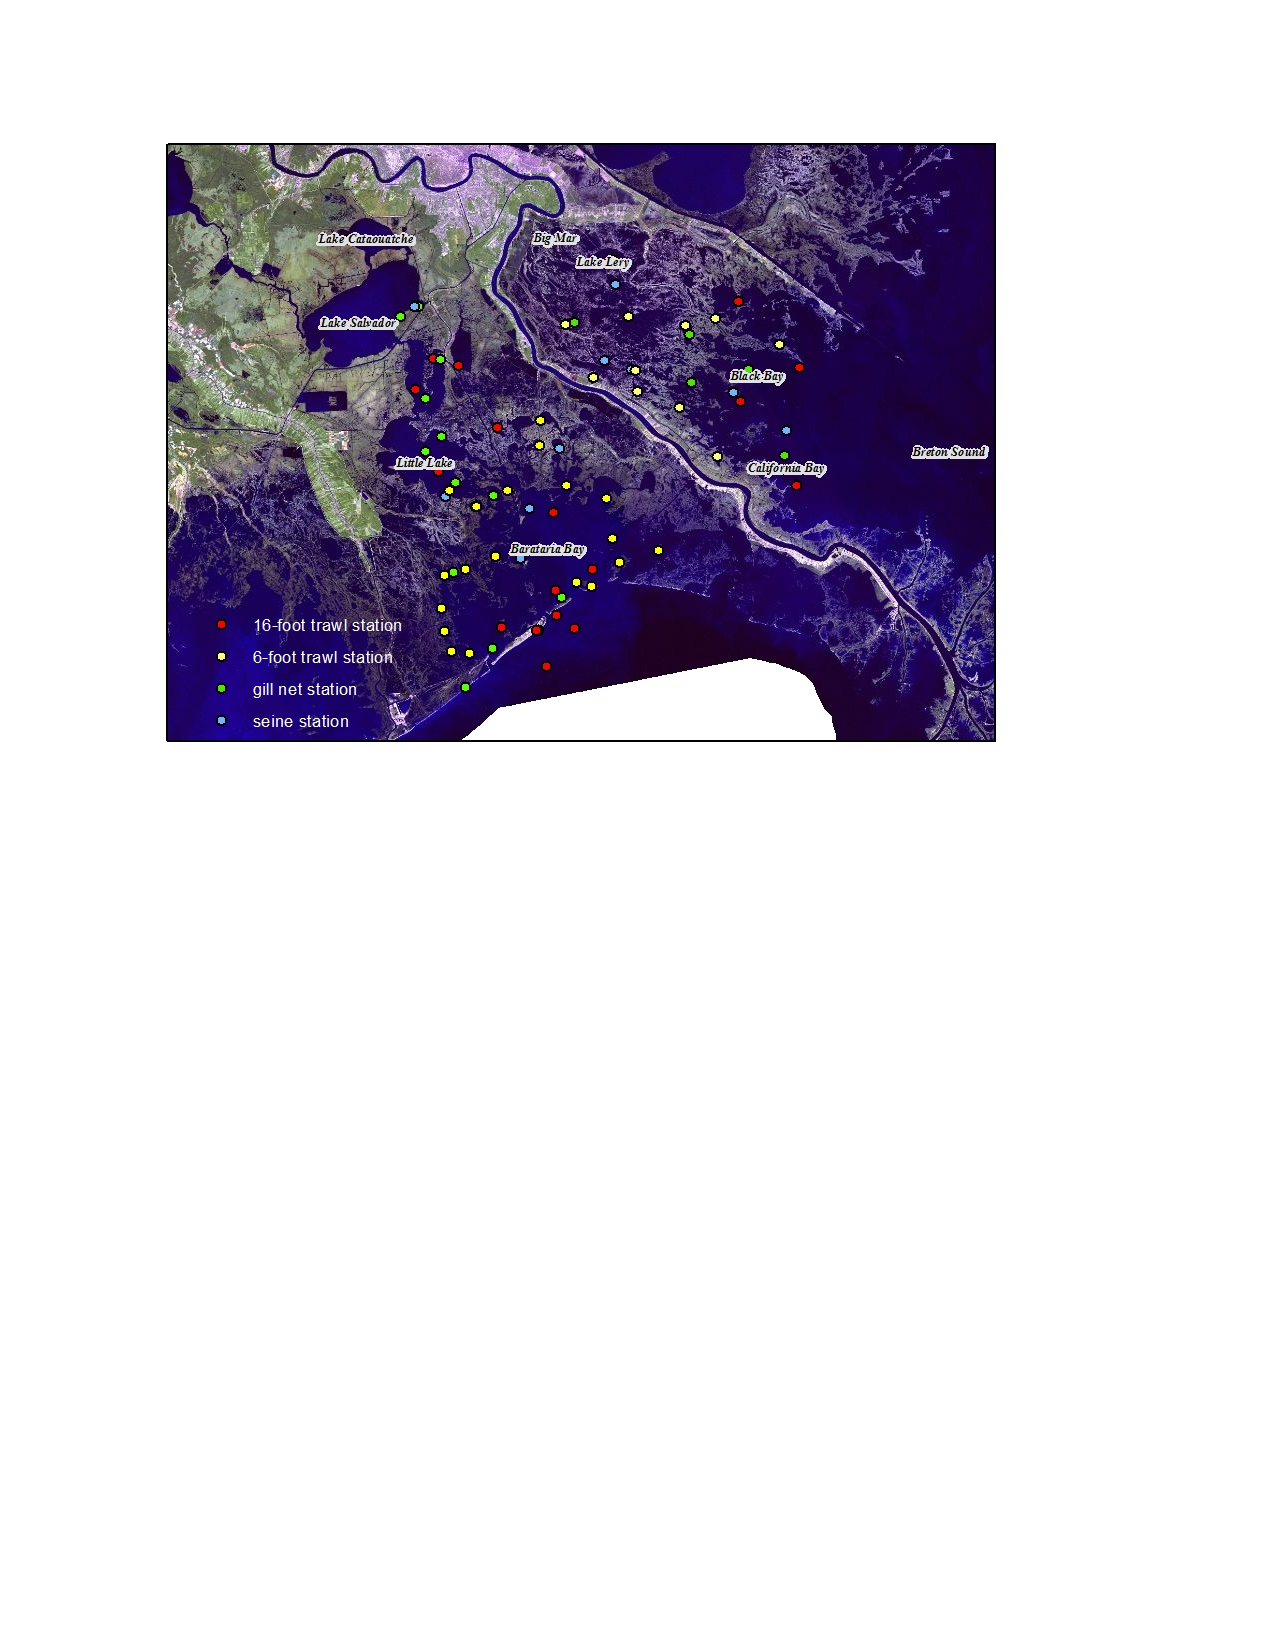 Lake Cataouatche
Big Mar
Lake Lery
Lake Salvador
Black Bay
Breton Sound
Little Lake
California Bay
Barataria Bay
16-foot trawl station
6-foot trawl station
gill net station
seine station